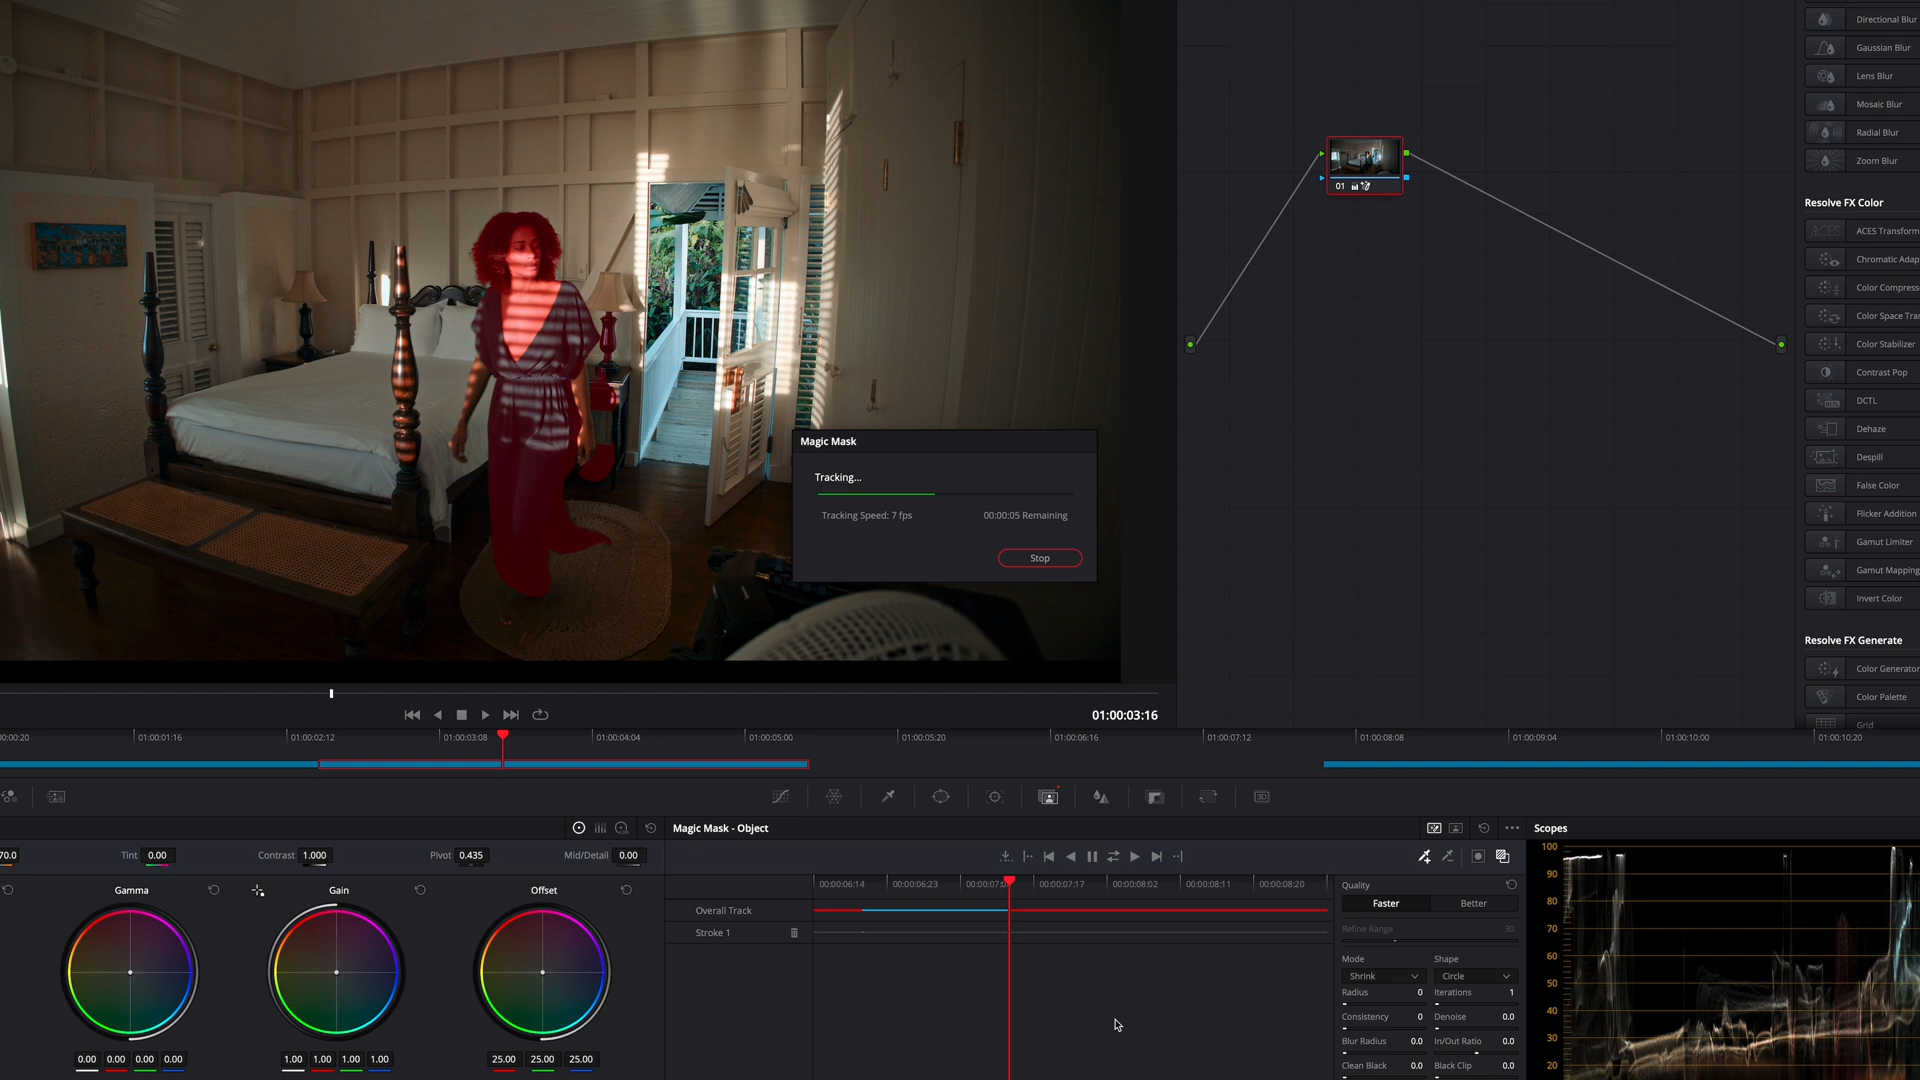 Directional Blur
Gaussian Blur
Lens Blur
Mosaic Blur
Radial Blur
Zoom Blur
Resolve FX Color
ACES Transform
Chromatic Adap
Color Compress
Color Space Tra
Color Stabilizer
Contrast Pop
DCTL
Dehaze
Despill
False Color
Flicker Addition
Gamut Limiter
Gamut Mapping
Invert Color
Resolve FX Generate
Color Generator
Color Palette
Grid
01
Magic Mask
Tracking...
Tracking Speed: 7 fps 00:00:05 Remaining
Stop
01:00:03:16
00:00:20 01:00:01:16 01:00:02:12 01:00:03:08 01:00:04:04 01:00:05:00 01:00:05:20 01:00:06:16 01:00:07:12 01:00:08:08 01:00:09:04 01:00:10:00 01:00:10:20
3D
Magic Mask - Object
Scopes
70.0 Tint 0.00 Contrast 1.000 Pivot 0.435 Mid/Detail 0.00
Gamma Gain Offset
0.00 0.00 0.00 0.00 1.00 1.00 1.00 1.00 25.00 25.00 25.00
00:00:06:14 00:00:06:23 00:00:07: 00:00:07:17 00:00:08:02 00:00:08:11 00:00:08:20
Overall Track
Stroke 1
Quality
Faster Better
Refine Range 30
Mode Shape
Shrink Circle
Radius 0 Iterations 1
Consistency 0 Denoise 0.0
Blur Radius 0.0 In/Out Ratio 0.0
Clean Black 0.0 Black Clip 0.0
100
90
80
70
60
50
40
30
20